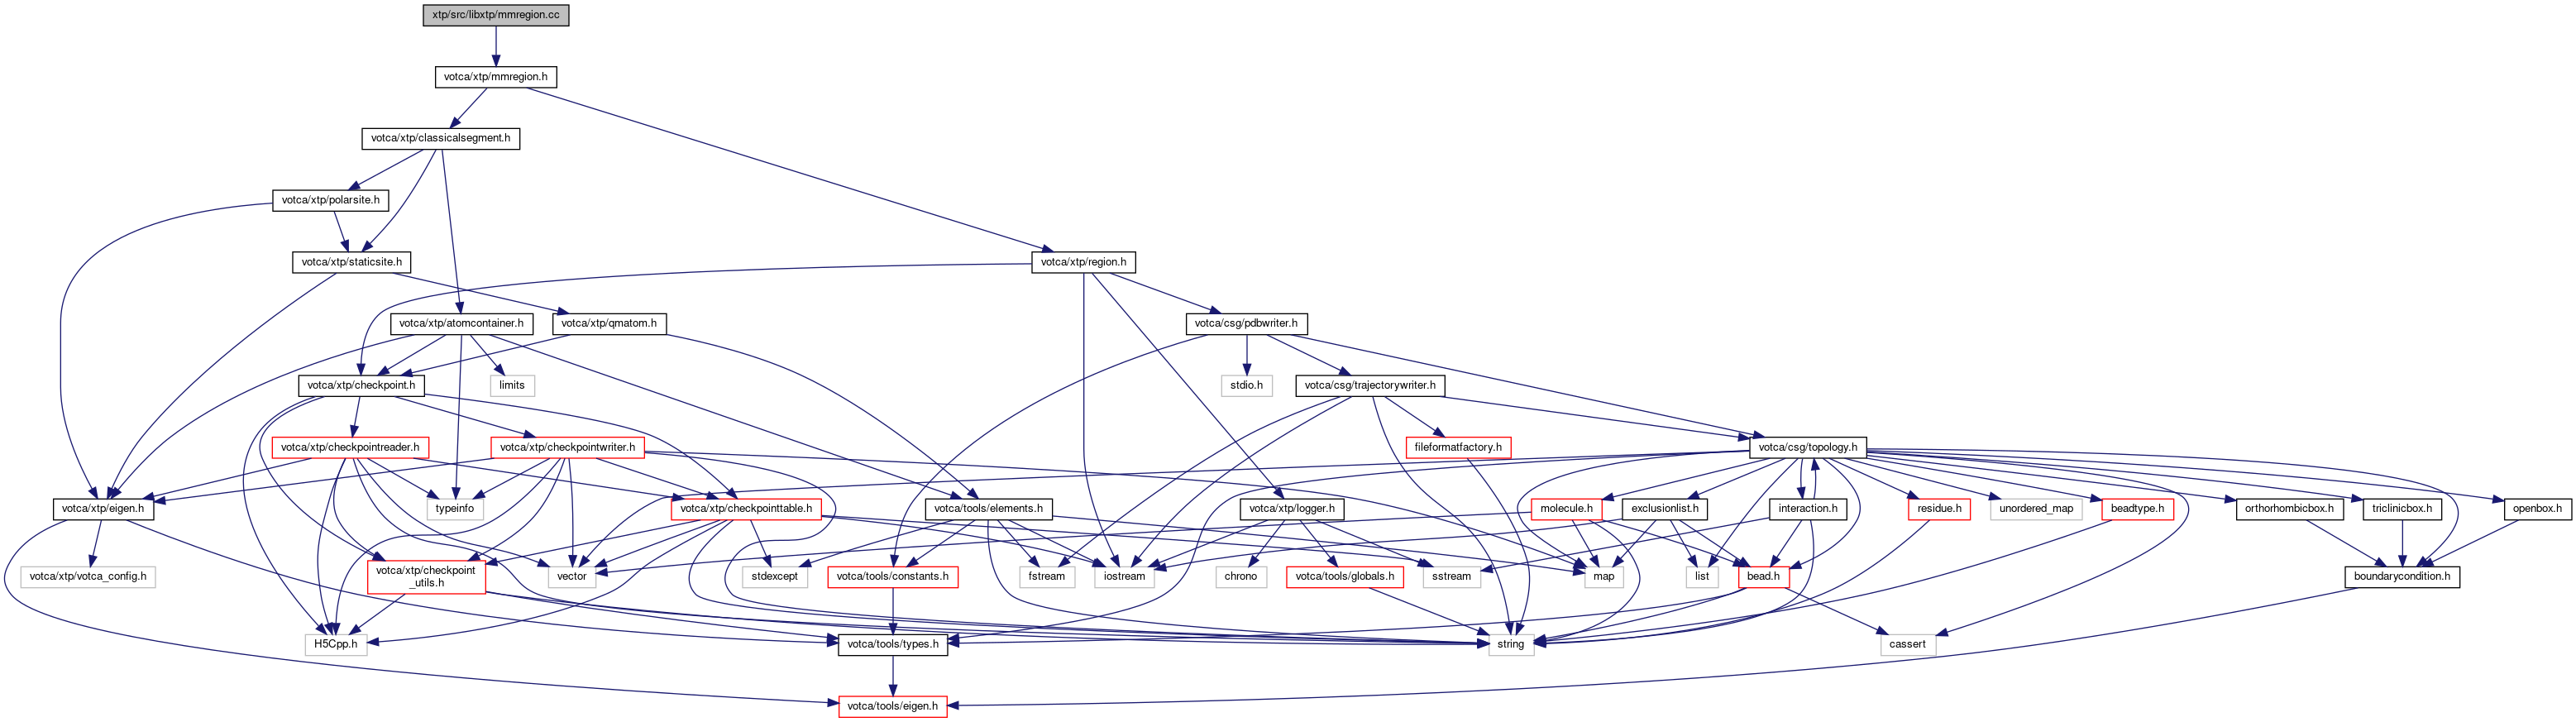 xtp/src/libxtp/mmregion.cc
votca/xtp/mmregion.h
votca/xtp/classicalsegment.h
votca/xtp/polarsite.h
votca/xtp/staticsite.h
votca/xtp/region.h
votca/xtp/atomcontainer.h
votca/xtp/qmatom.h
votca/csg/pdbwriter.h
votca/xtp/checkpoint.h
limits
stdio.h
votca/csg/trajectorywriter.h
votca/xtp/checkpointreader.h
votca/xtp/checkpointwriter.h
fileformatfactory.h
votca/csg/topology.h
votca/xtp/eigen.h
typeinfo
votca/xtp/checkpointtable.h
votca/tools/elements.h
votca/xtp/logger.h
molecule.h
exclusionlist.h
interaction.h
residue.h
unordered_map
beadtype.h
orthorhombicbox.h
triclinicbox.h
openbox.h
votca/xtp/votca_config.h
votca/xtp/checkpoint
_utils.h
vector
stdexcept
votca/tools/constants.h
fstream
iostream
chrono
votca/tools/globals.h
sstream
map
list
bead.h
boundarycondition.h
H5Cpp.h
votca/tools/types.h
string
cassert
votca/tools/eigen.h